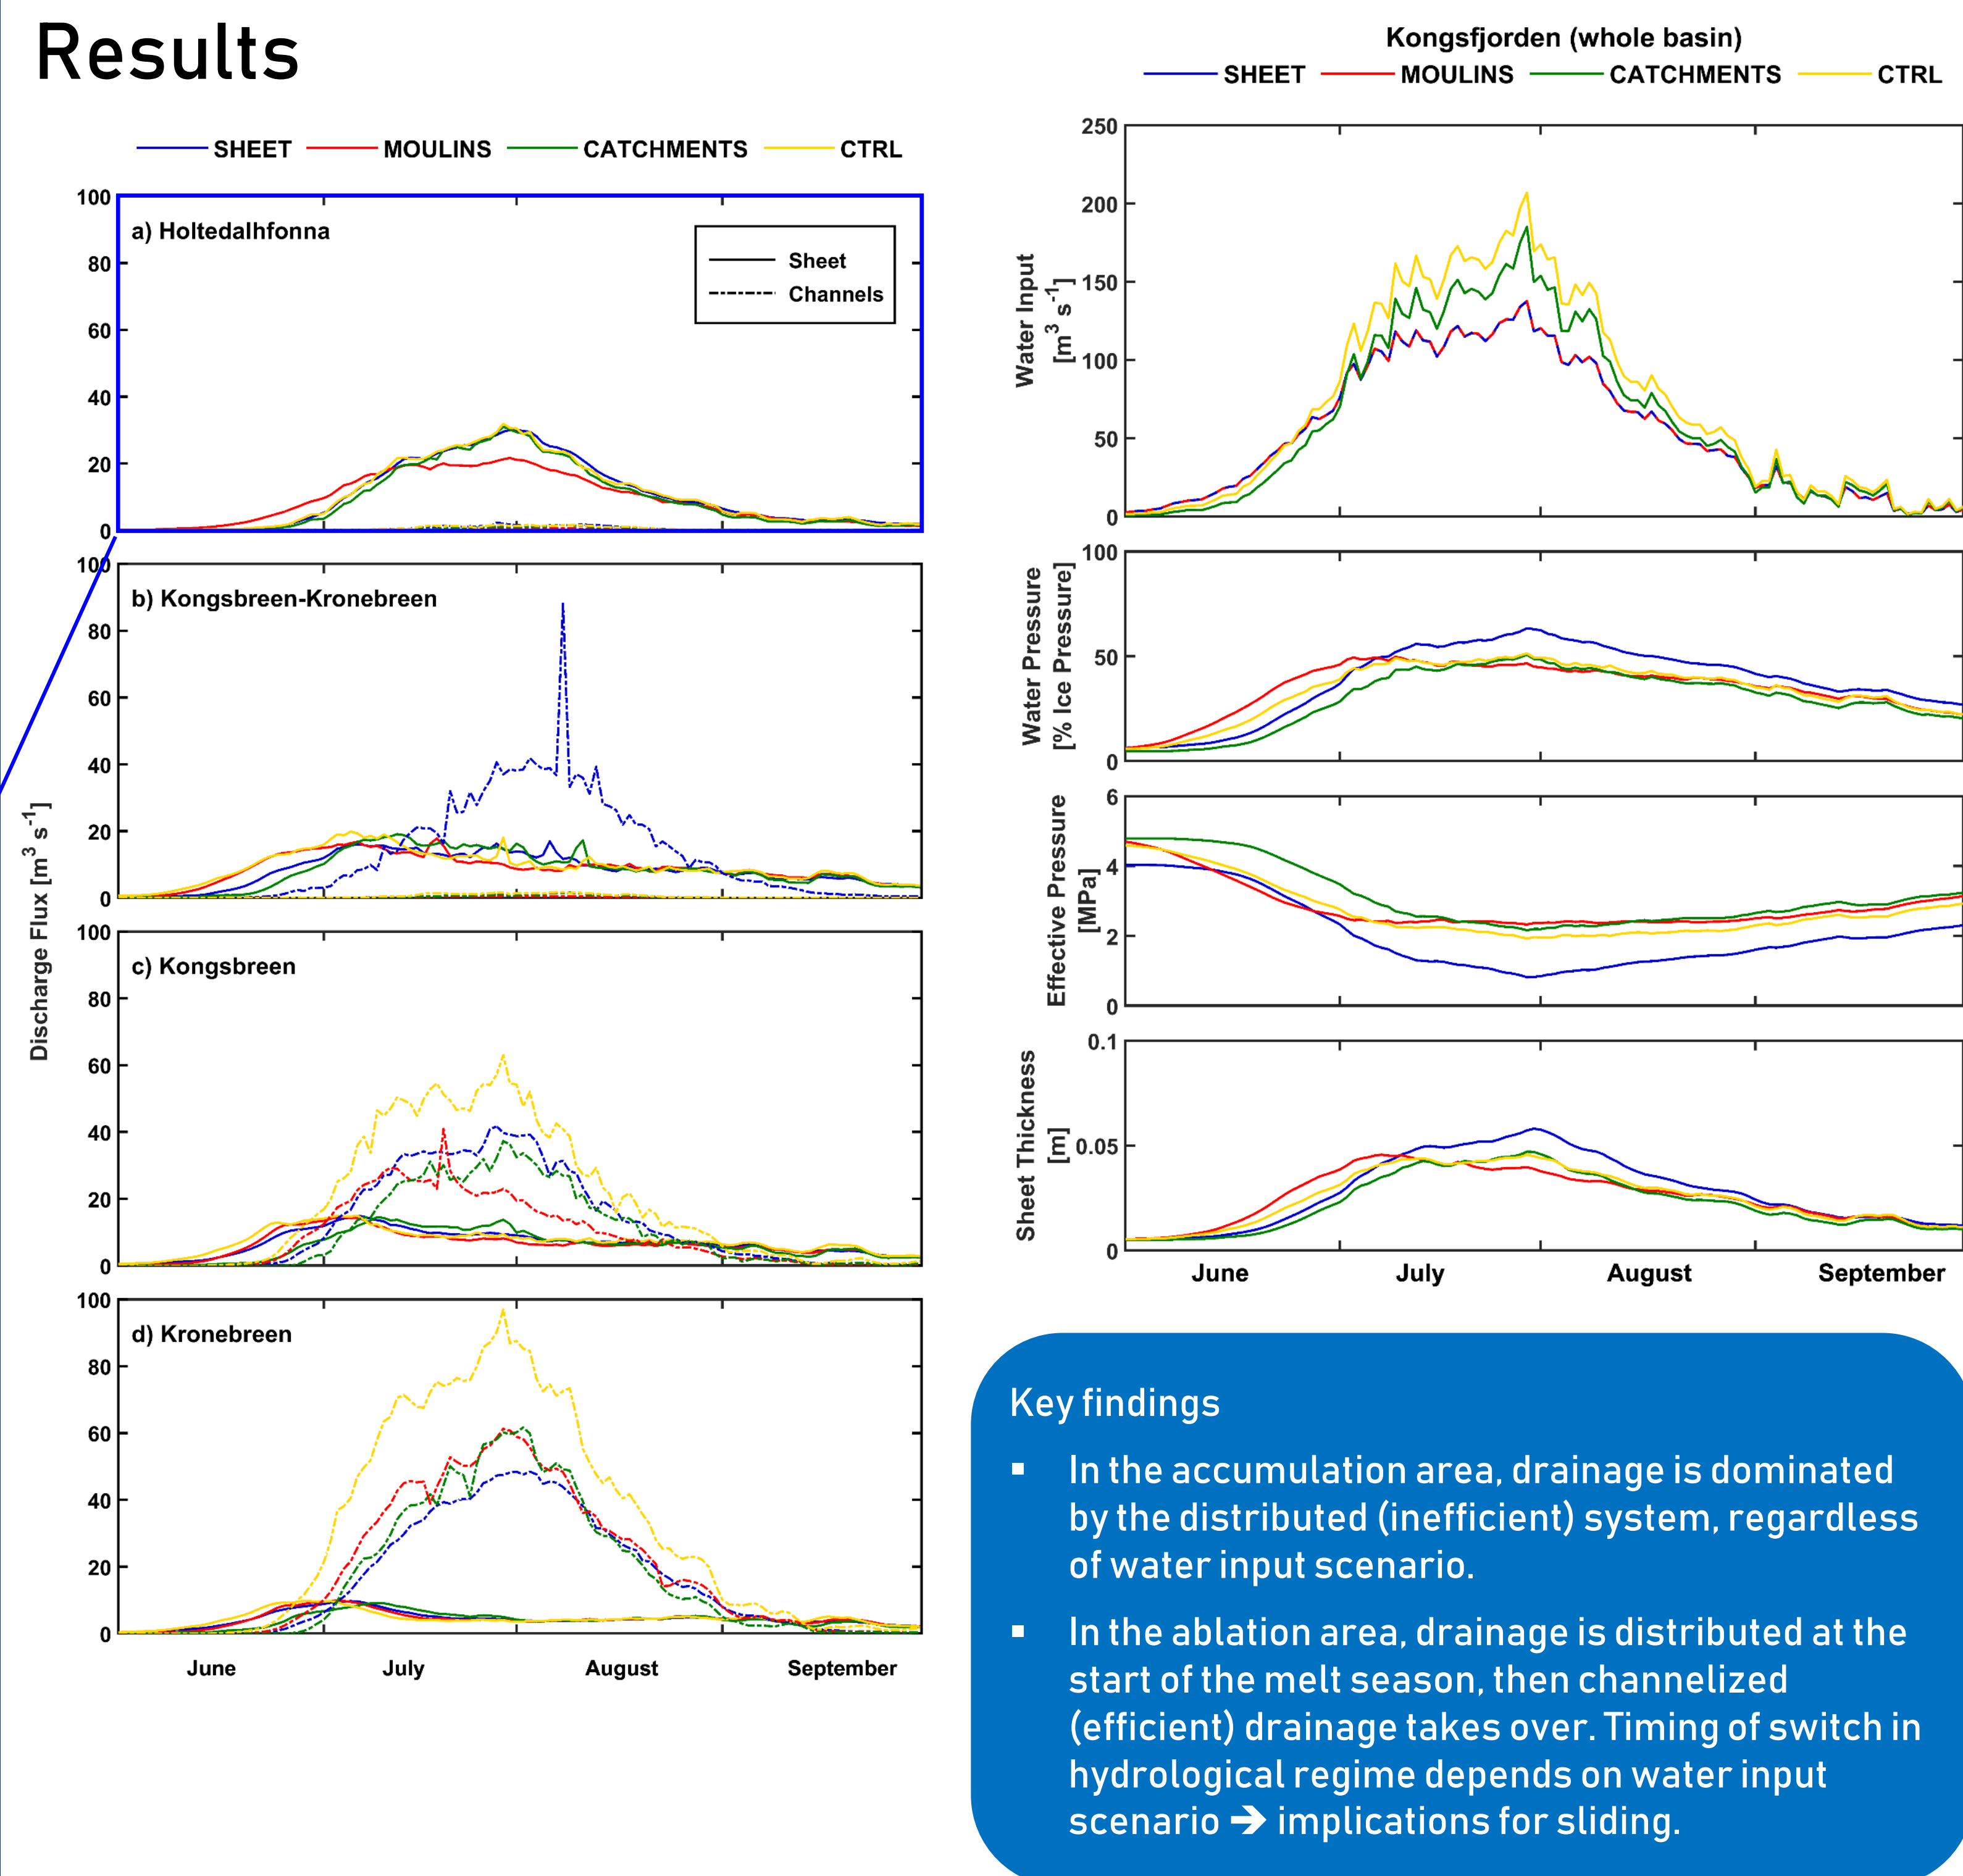 Results
SHEET MOULINS CATCHMENTS CTRL
Discharge Flux [m³ s⁻¹]
100
80
60
40
20
0
a) Holtedalhfonna
Sheet
Channels
100
80
60
40
20
0
b) Kongsbreen-Kronebreen
100
80
60
40
20
0
c) Kongsbreen
100
80
60
40
20
0
d) Kronebreen
June July August September
Kongsfjorden (whole basin)
SHEET MOULINS CATCHMENTS CTRL
Water Input
[m³ s⁻¹]
250
200
150
100
50
0
Water Pressure
[% Ice Pressure]
100
50
0
Effective Pressure
[MPa]
6
4
2
0
Sheet Thickness
[m]
0.1
0.05
0
June July August September
Key findings
▪ In the accumulation area, drainage is dominated
by the distributed (inefficient) system, regardless
of water input scenario.
▪ In the ablation area, drainage is distributed at the
start of the melt season, then channelized
(efficient) drainage takes over. Timing of switch in
hydrological regime depends on water input
scenario ➔ implications for sliding.